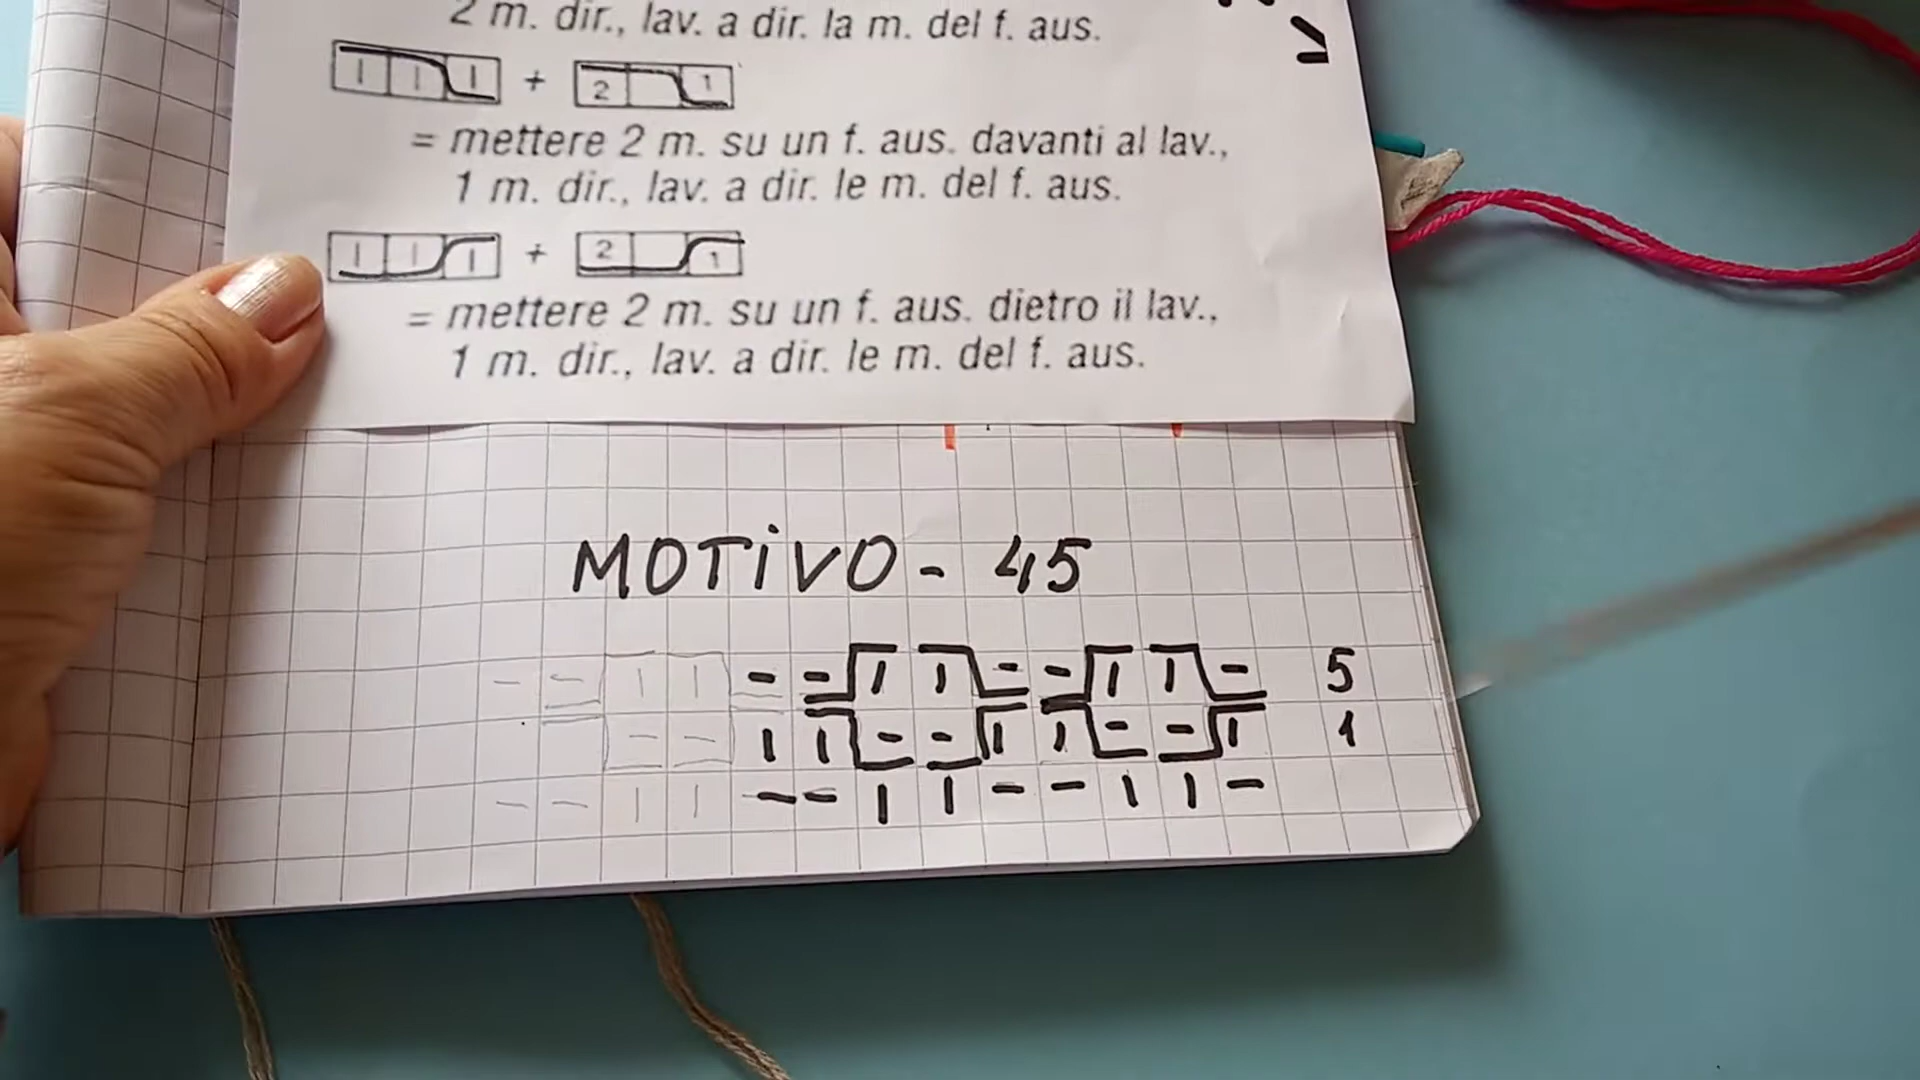 2 m. dir., lav. a dir. la m. del f. aus.
1 1 1 + 2 1
= mettere 2 m. su un f. aus. davanti al lav.,
1 m. dir., lav. a dir. le m. del f. aus.
1 1 1 + 2 1
= mettere 2 m. su un f. aus. dietro il lav.,
1 m. dir., lav. a dir. le m. del f. aus.
MOTiVO - 45
- - I I - - I I - - I I - 5
- - I I - - I I - - I 1
- - I I - - I I - - I I -